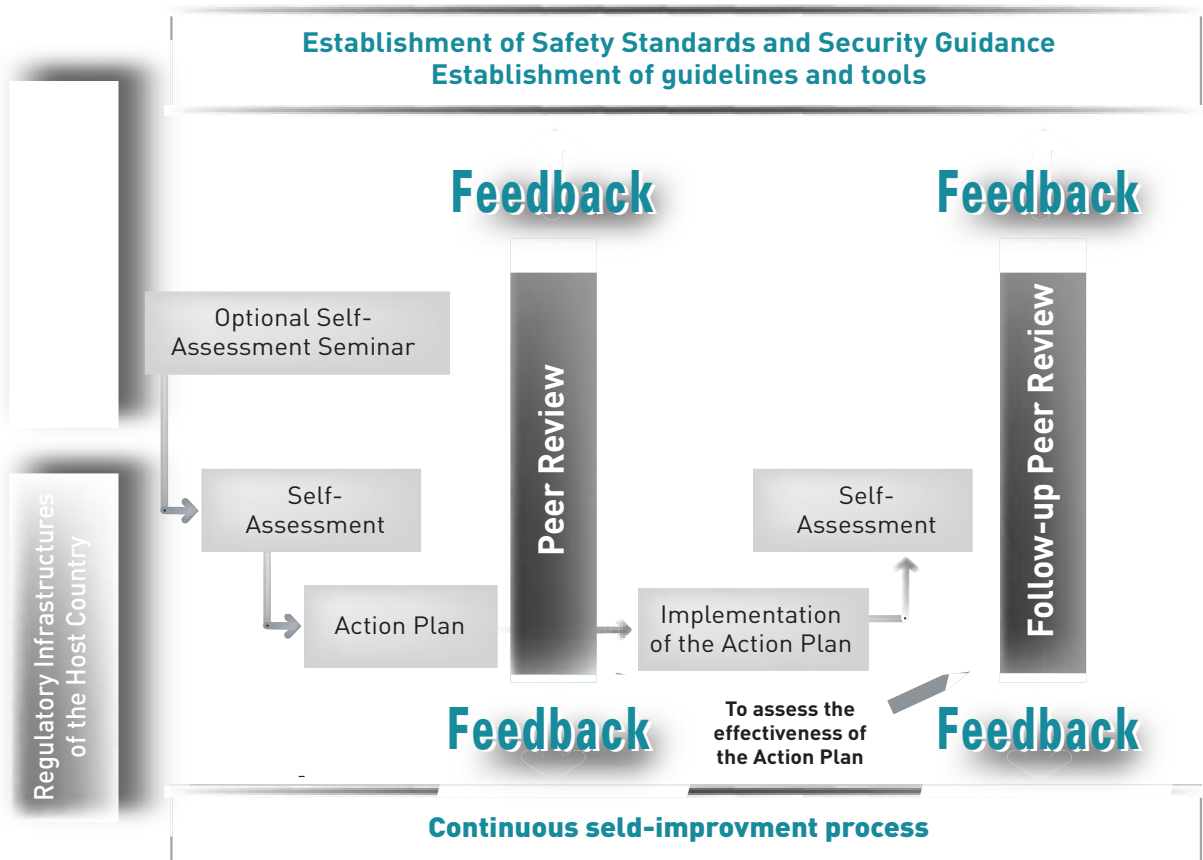 Establishment of Safety Standards and Security Guidance
Establishment of guidelines and tools
Feedback
Feedback
Optional Self-
Assessment Seminar
Peer Review
Follow-up Peer Review
Self-
Assessment
Self-
Assessment
Regulatory Infrastructures
of the Host Country
Action Plan
Implementation
of the Action Plan
Feedback
To assess the
effectiveness of
the Action Plan
Feedback
Continuous seld-improvment process